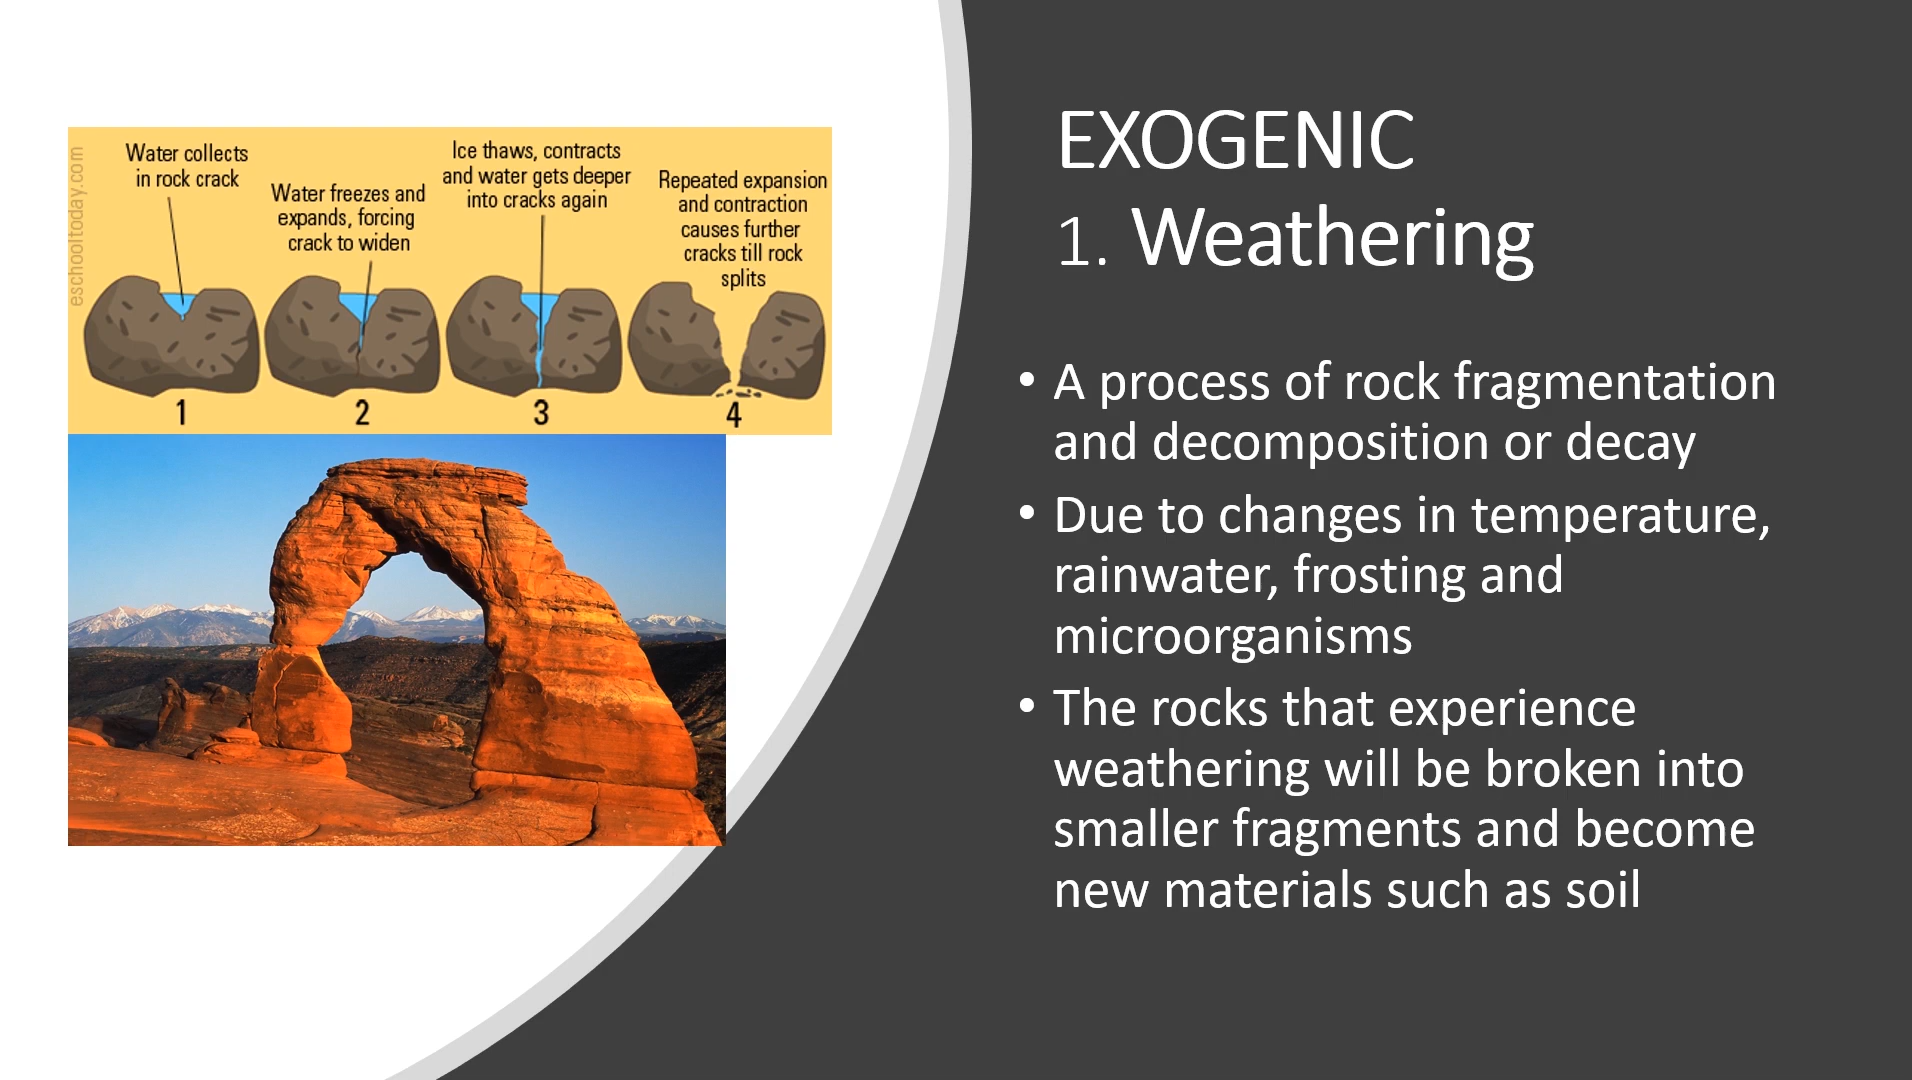 eschooltoday.com
Water collects
in rock crack
Water freezes and
expands, forcing
crack to widen
Ice thaws, contracts
and water gets deeper
into cracks again
Repeated expansion
and contraction
causes further
cracks till rock
splits
1
2
3
4
EXOGENIC
1. Weathering
• A process of rock fragmentation
and decomposition or decay
• Due to changes in temperature,
rainwater, frosting and
microorganisms
• The rocks that experience
weathering will be broken into
smaller fragments and become
new materials such as soil